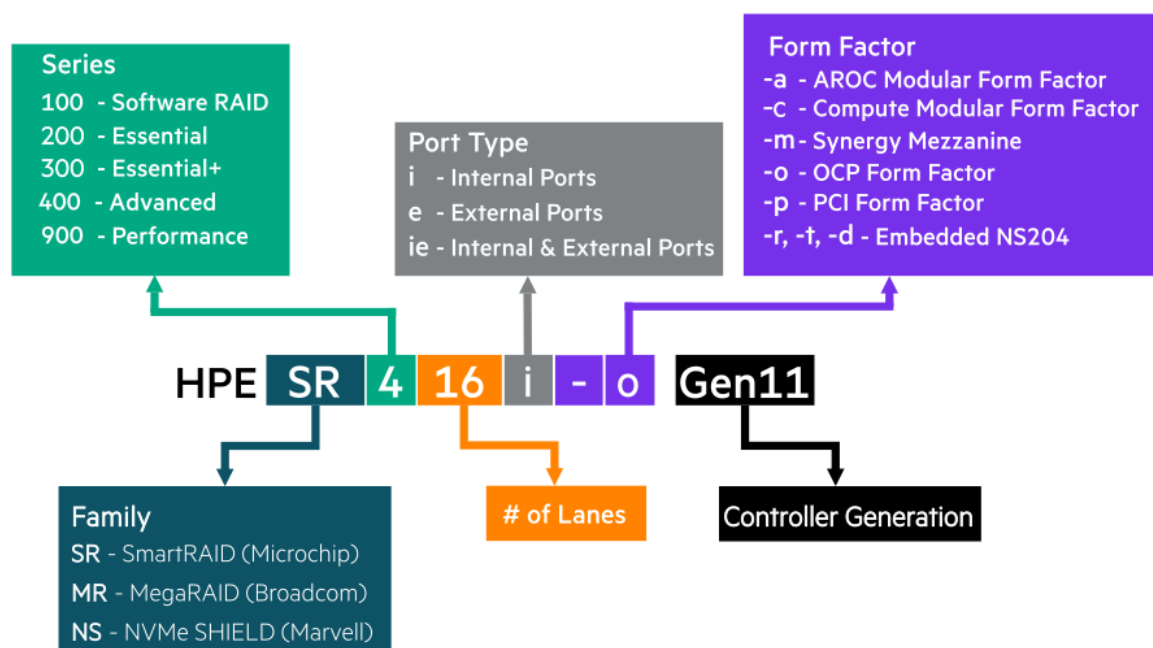 Series
100 - Software RAID
200 - Essential
300 - Essential+
400 - Advanced
900 - Performance
Port Type
i - Internal Ports
e - External Ports
ie - Internal & External Ports
Form Factor
-a - AROC Modular Form Factor
-c - Compute Modular Form Factor
-m - Synergy Mezzanine
-o - OCP Form Factor
-p - PCI Form Factor
-r, -t, -d - Embedded NS204
HPE SR 4 16 i - o Gen11
Family
SR - SmartRAID (Microchip)
MR - MegaRAID (Broadcom)
NS - NVMe SHIELD (Marvell)
# of Lanes
Controller Generation